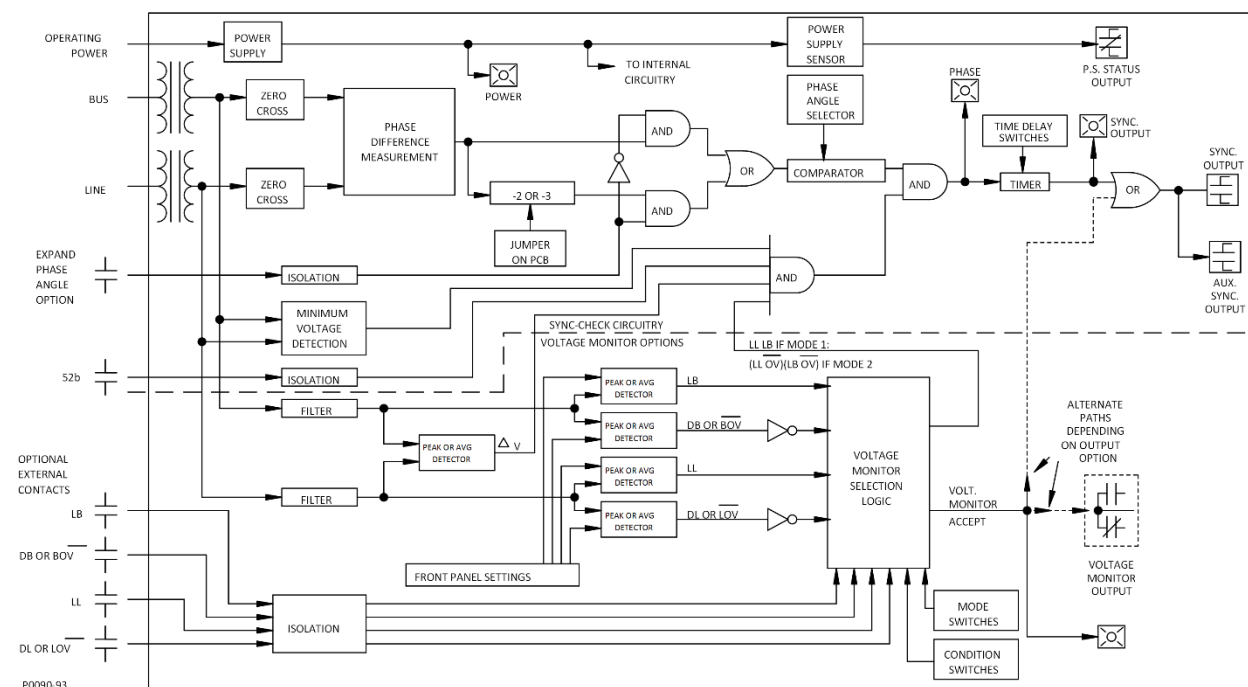 OPERATING
POWER
POWER
SUPPLY
POWER
TO INTERNAL
CIRCUITRY
POWER
SUPPLY
SENSOR
P.S. STATUS
OUTPUT
BUS
ZERO
CROSS
PHASE
DIFFERENCE
MEASUREMENT
PHASE
ANGLE
SELECTOR
PHASE
AND
TIME DELAY
SWITCHES
SYNC.
OUTPUT
SYNC.
OUTPUT
LINE
ZERO
CROSS
-2 OR -3
AND
OR
COMPARATOR
AND
TIMER
OR
JUMPER
ON PCB
EXPAND
PHASE
ANGLE
OPTION
ISOLATION
AND
AUX.
SYNC.
OUTPUT
MINIMUM
VOLTAGE
DETECTION
SYNC-CHECK CIRCUITRY
VOLTAGE MONITOR OPTIONS
LL LB IF MODE 1:
(LL O̅V̅)(LB O̅V̅) IF MODE 2
52b
ISOLATION
FILTER
PEAK OR AVG
DETECTOR
LB
PEAK OR AVG
DETECTOR
DB OR B̅O̅V̅
PEAK OR AVG
DETECTOR
Δ V
PEAK OR AVG
DETECTOR
LL
VOLTAGE
MONITOR
SELECTION
LOGIC
ALTERNATE
PATHS
DEPENDING
ON OUTPUT
OPTION
OPTIONAL
EXTERNAL
CONTACTS
FILTER
PEAK OR AVG
DETECTOR
DL OR L̅O̅V̅
VOLT.
MONITOR
ACCEPT
LB
DB OR BOV̅
FRONT PANEL SETTINGS
VOLTAGE
MONITOR
OUTPUT
LL
ISOLATION
MODE
SWITCHES
DL OR LOV̅
CONDITION
SWITCHES
P0090-93